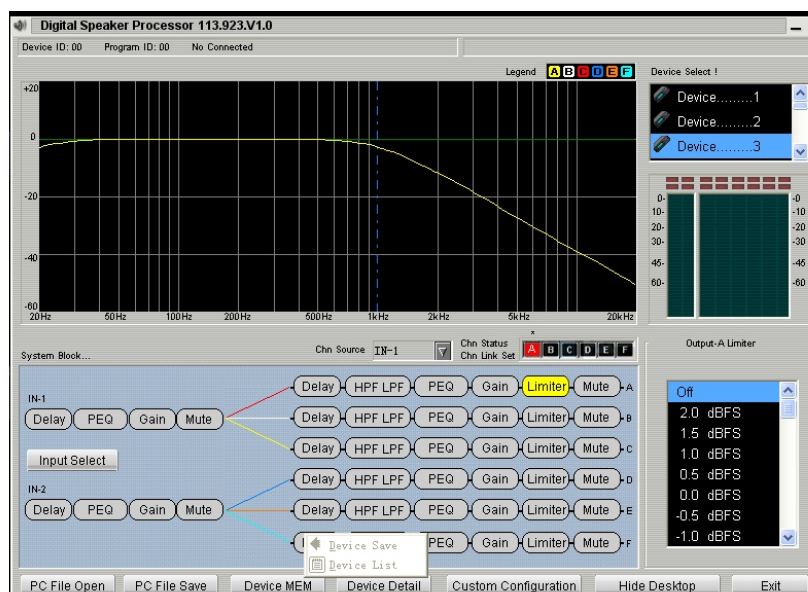 Digital Speaker Processor 113.923.V1.0
Device ID: 00 Program ID: 00 No Connected
Legend A B C D E F
Device Select !
Device.........1
Device.........2
Device.........3
+20
0
-20
-40
-60
20Hz 50Hz 100Hz 200Hz 500Hz 1kHz 2kHz 5kHz 20kHz
0- -0
10- -10
20- -20
30- -30
45- -45
60- -60
System Block...
Chn Source IN-1
Chn Status
Chn Link Set
A B C D E F
Output-A Limiter
Off
2.0 dBFS
1.5 dBFS
1.0 dBFS
0.5 dBFS
0.0 dBFS
-0.5 dBFS
-1.0 dBFS
IN-1
Delay PEQ Gain Mute
Input Select
IN-2
Delay PEQ Gain Mute
Delay HPF LPF PEQ Gain Limiter Mute A
Delay HPF LPF PEQ Gain Limiter Mute B
Delay HPF LPF PEQ Gain Limiter Mute C
Delay HPF LPF PEQ Gain Limiter Mute D
Delay HPF LPF PEQ Gain Limiter Mute E
PEQ Gain Limiter Mute F
Device Save
Device List
PC File Open PC File Save Device MEM Device Detail Custom Configuration Hide Desktop Exit